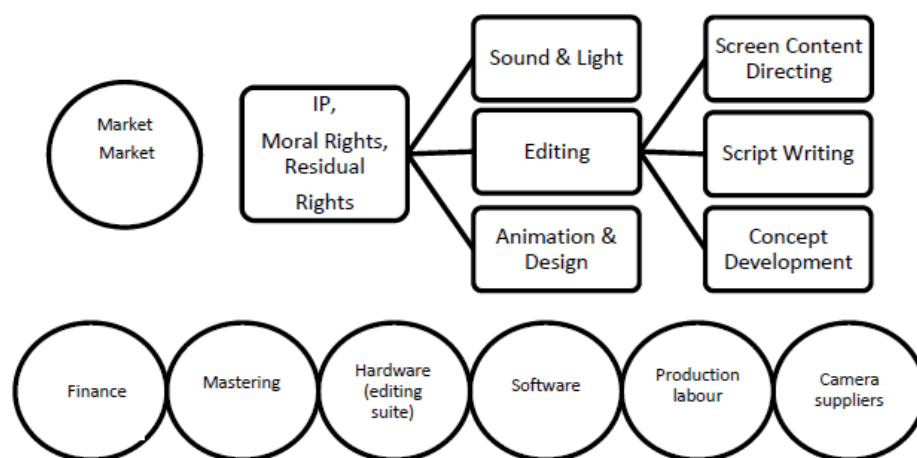 Market
Market
IP,
Moral Rights,
Residual
Rights
Sound & Light
Editing
Animation &
Design
Screen Content
Directing
Script Writing
Concept
Development
Finance
Mastering
Hardware
(editing
suite)
Software
Production
labour
Camera
suppliers